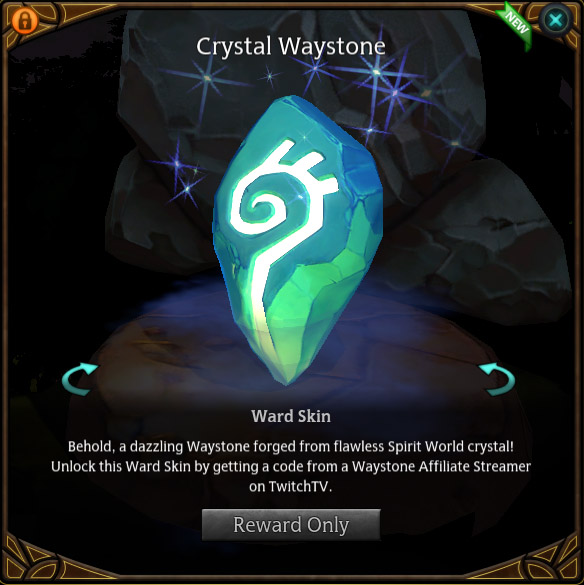 NEW
Crystal Waystone
Ward Skin
Behold, a dazzling Waystone forged from flawless Spirit World crystal!
Unlock this Ward Skin by getting a code from a Waystone Affiliate Streamer
on TwitchTV.
Reward Only